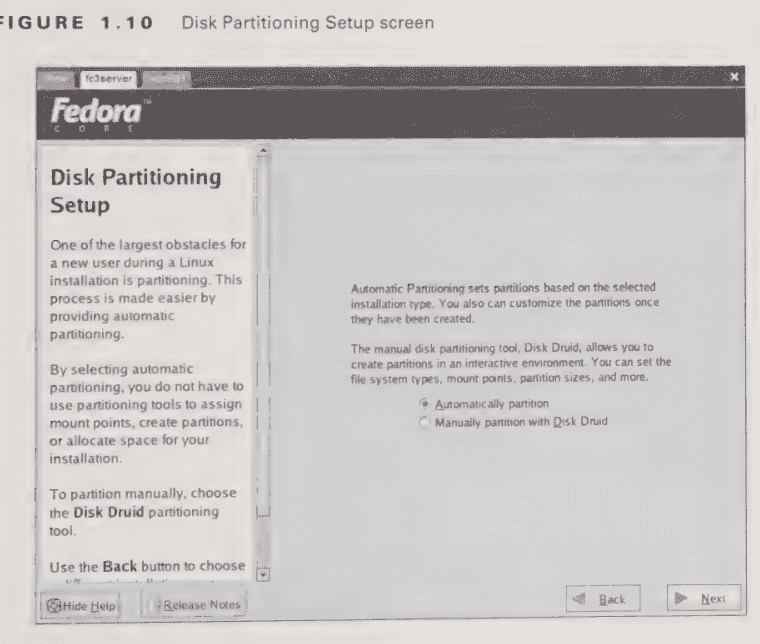 FIGURE 1.10 Disk Partitioning Setup screen
fc3server
Fedora™
CORE
Disk Partitioning
Setup
One of the largest obstacles for
a new user during a Linux
installation is partitioning. This
process is made easier by
providing automatic
partitioning.
By selecting automatic
partitioning, you do not have to
use partitioning tools to assign
mount points, create partitions,
or allocate space for your
installation.
To partition manually, choose
the Disk Druid partitioning
tool.
Use the Back button to choose
Automatic Partitioning sets partitions based on the selected
installation type. You also can customize the partitions once
they have been created.
The manual disk partitioning tool, Disk Druid, allows you to
create partitions in an interactive environment. You can set the
file system types, mount points, partition sizes, and more.
Automatically partition
Manually partition with Disk Druid
Hide Help
Release Notes
Back
Next